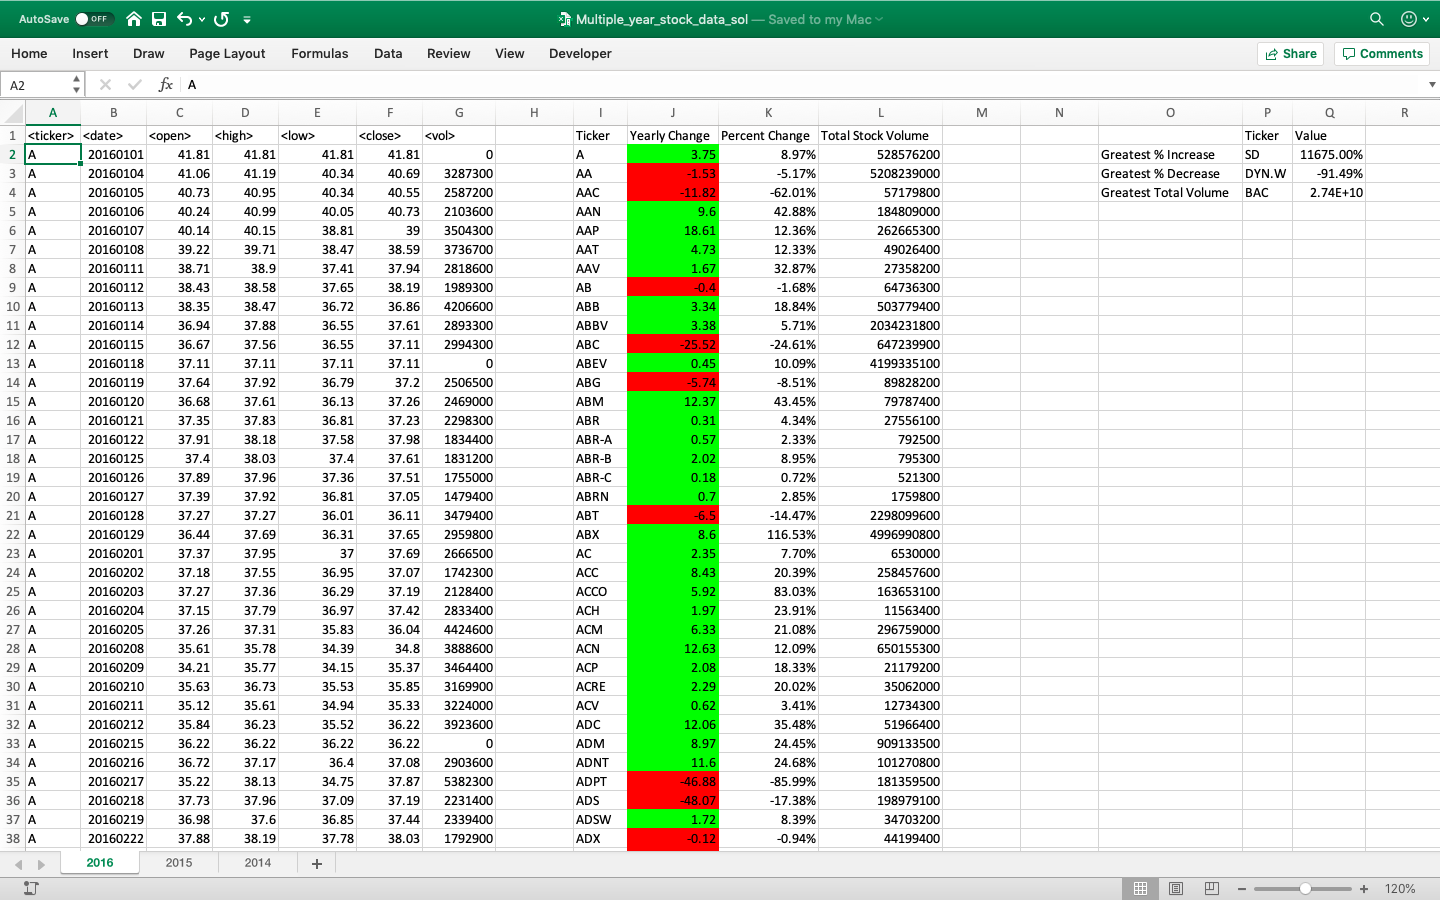 AutoSave OFF Multiple_year_stock_data_sol — Saved to my Mac
Home Insert Draw Page Layout Formulas Data Review View Developer Share Comments
A2 fx A
A B C D E F G H I J K L M N O P Q R
1 <ticker> <date> <open> <high> <low> <close> <vol> Ticker Yearly Change Percent Change Total Stock Volume Ticker Value
2 A 20160101 41.81 41.81 41.81 41.81 0 A 3.75 8.97% 528576200 Greatest % Increase SD 11675.00%
3 A 20160104 41.06 41.19 40.34 40.69 3287300 AA -1.53 -5.17% 5208239000 Greatest % Decrease DYN.W -91.49%
4 A 20160105 40.73 40.95 40.34 40.55 2587200 AAC -11.82 -62.01% 57179800 Greatest Total Volume BAC 2.74E+10
5 A 20160106 40.24 40.99 40.05 40.73 2103600 AAN 9.6 42.88% 184809000
6 A 20160107 40.14 40.15 38.81 39 3504300 AAP 18.61 12.36% 262665300
7 A 20160108 39.22 39.71 38.47 38.59 3736700 AAT 4.73 12.33% 49026400
8 A 20160111 38.71 38.9 37.41 37.94 2818600 AAV 1.67 32.87% 27358200
9 A 20160112 38.43 38.58 37.65 38.19 1989300 AB -0.4 -1.68% 64736300
10 A 20160113 38.35 38.47 36.72 36.86 4206600 ABB 3.34 18.84% 503779400
11 A 20160114 36.94 37.88 36.55 37.61 2893300 ABBV 3.38 5.71% 2034231800
12 A 20160115 36.67 37.56 36.55 37.11 2994300 ABC -25.52 -24.61% 647239900
13 A 20160118 37.11 37.11 37.11 37.11 0 ABEV 0.45 10.09% 4199335100
14 A 20160119 37.64 37.92 36.79 37.2 2506500 ABG -5.74 -8.51% 89828200
15 A 20160120 36.68 37.61 36.13 37.26 2469000 ABM 12.37 43.45% 79787400
16 A 20160121 37.35 37.83 36.81 37.23 2298300 ABR 0.31 4.34% 27556100
17 A 20160122 37.91 38.18 37.58 37.98 1834400 ABR-A 0.57 2.33% 792500
18 A 20160125 37.4 38.03 37.4 37.61 1831200 ABR-B 2.02 8.95% 795300
19 A 20160126 37.89 37.96 37.36 37.51 1755000 ABR-C 0.18 0.72% 521300
20 A 20160127 37.39 37.92 36.81 37.05 1479400 ABRN 0.7 2.85% 1759800
21 A 20160128 37.27 37.27 36.01 36.11 3479400 ABT -6.5 -14.47% 2298099600
22 A 20160129 36.44 37.69 36.31 37.65 2959800 ABX 8.6 116.53% 4996990800
23 A 20160201 37.37 37.95 37 37.69 2666500 AC 2.35 7.70% 6530000
24 A 20160202 37.18 37.55 36.95 37.07 1742300 ACC 8.43 20.39% 258457600
25 A 20160203 37.27 37.36 36.29 37.19 2128400 ACCO 5.92 83.03% 163653100
26 A 20160204 37.15 37.79 36.97 37.42 2833400 ACH 1.97 23.91% 11563400
27 A 20160205 37.26 37.31 35.83 36.04 4424600 ACM 6.33 21.08% 296759000
28 A 20160208 35.61 35.78 34.39 34.8 3888600 ACN 12.63 12.09% 650155300
29 A 20160209 34.21 35.77 34.15 35.37 3464400 ACP 2.08 18.33% 21179200
30 A 20160210 35.63 36.73 35.53 35.85 3169900 ACRE 2.29 20.02% 35062000
31 A 20160211 35.12 35.61 34.94 35.33 3224000 ACV 0.62 3.41% 12734300
32 A 20160212 35.84 36.23 35.52 36.22 3923600 ADC 12.06 35.48% 51966400
33 A 20160215 36.22 36.22 36.22 36.22 0 ADM 8.97 24.45% 909133500
34 A 20160216 36.72 37.17 36.4 37.08 2903600 ADNT 11.6 24.68% 101270800
35 A 20160217 35.22 38.13 34.75 37.87 5382300 ADPT -46.88 -85.99% 181359500
36 A 20160218 37.73 37.96 37.09 37.19 2231400 ADS -48.07 -17.38% 198979100
37 A 20160219 36.98 37.6 36.85 37.44 2339400 ADSW 1.72 8.39% 34703200
38 A 20160222 37.88 38.19 37.78 38.03 1792900 ADX -0.12 -0.94% 44199400
2016 2015 2014 +
120%